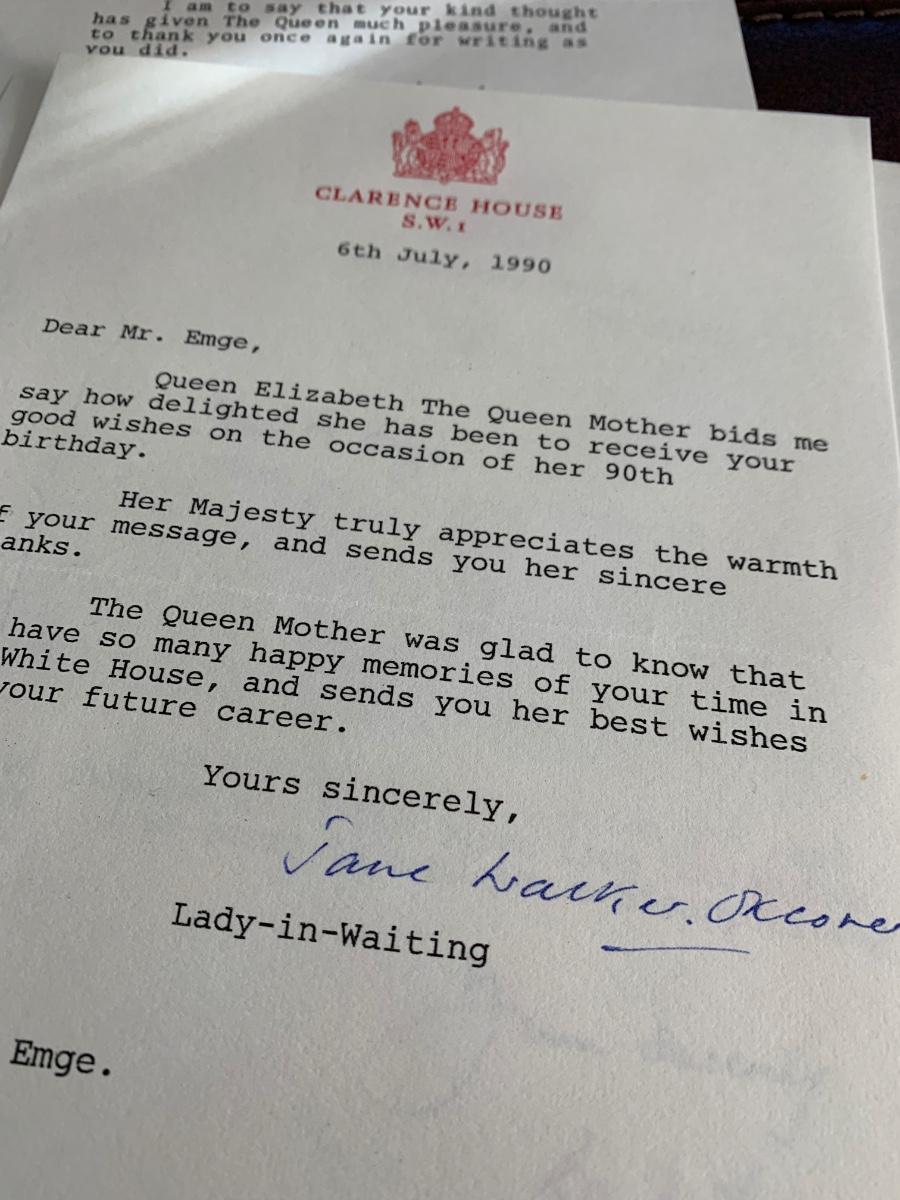 I am to say that your kind thought
has given The Queen much pleasure, and
to thank you once again for writing as
you did.
CLARENCE HOUSE
S.W.1
6th July, 1990
Dear Mr. Emge,
Queen Elizabeth The Queen Mother bids me
say how delighted she has been to receive your
good wishes on the occasion of her 90th
birthday.
Her Majesty truly appreciates the warmth
f your message, and sends you her sincere
anks.
The Queen Mother was glad to know that
have so many happy memories of your time in
White House, and sends you her best wishes
your future career.
Yours sincerely,
Jane Walker-Okeove
Lady-in-Waiting
Emge.